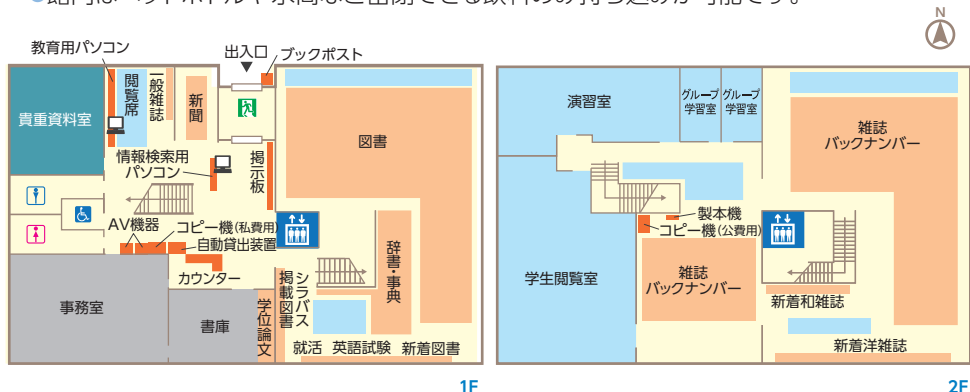 ●館内はペットボトルや水筒など密閉できる飲料のみ持ち込みが可能です。
N
教育用パソコン
出入口
ブックポスト
閲覧席
一般雑誌
新聞
貴重資料室
図書
情報検索用
パソコン
掲示板
AV機器
コピー機(私費用)
自動貸出装置
カウンター
辞書・事典
シラバス
掲載図書
事務室
書庫
学位論文
就活
英語試験
新着図書
1F
演習室
グループ
学習室
グループ
学習室
雑誌
バックナンバー
製本機
コピー機(公費用)
学生閲覧室
雑誌
バックナンバー
新着和雑誌
新着洋雑誌
2F